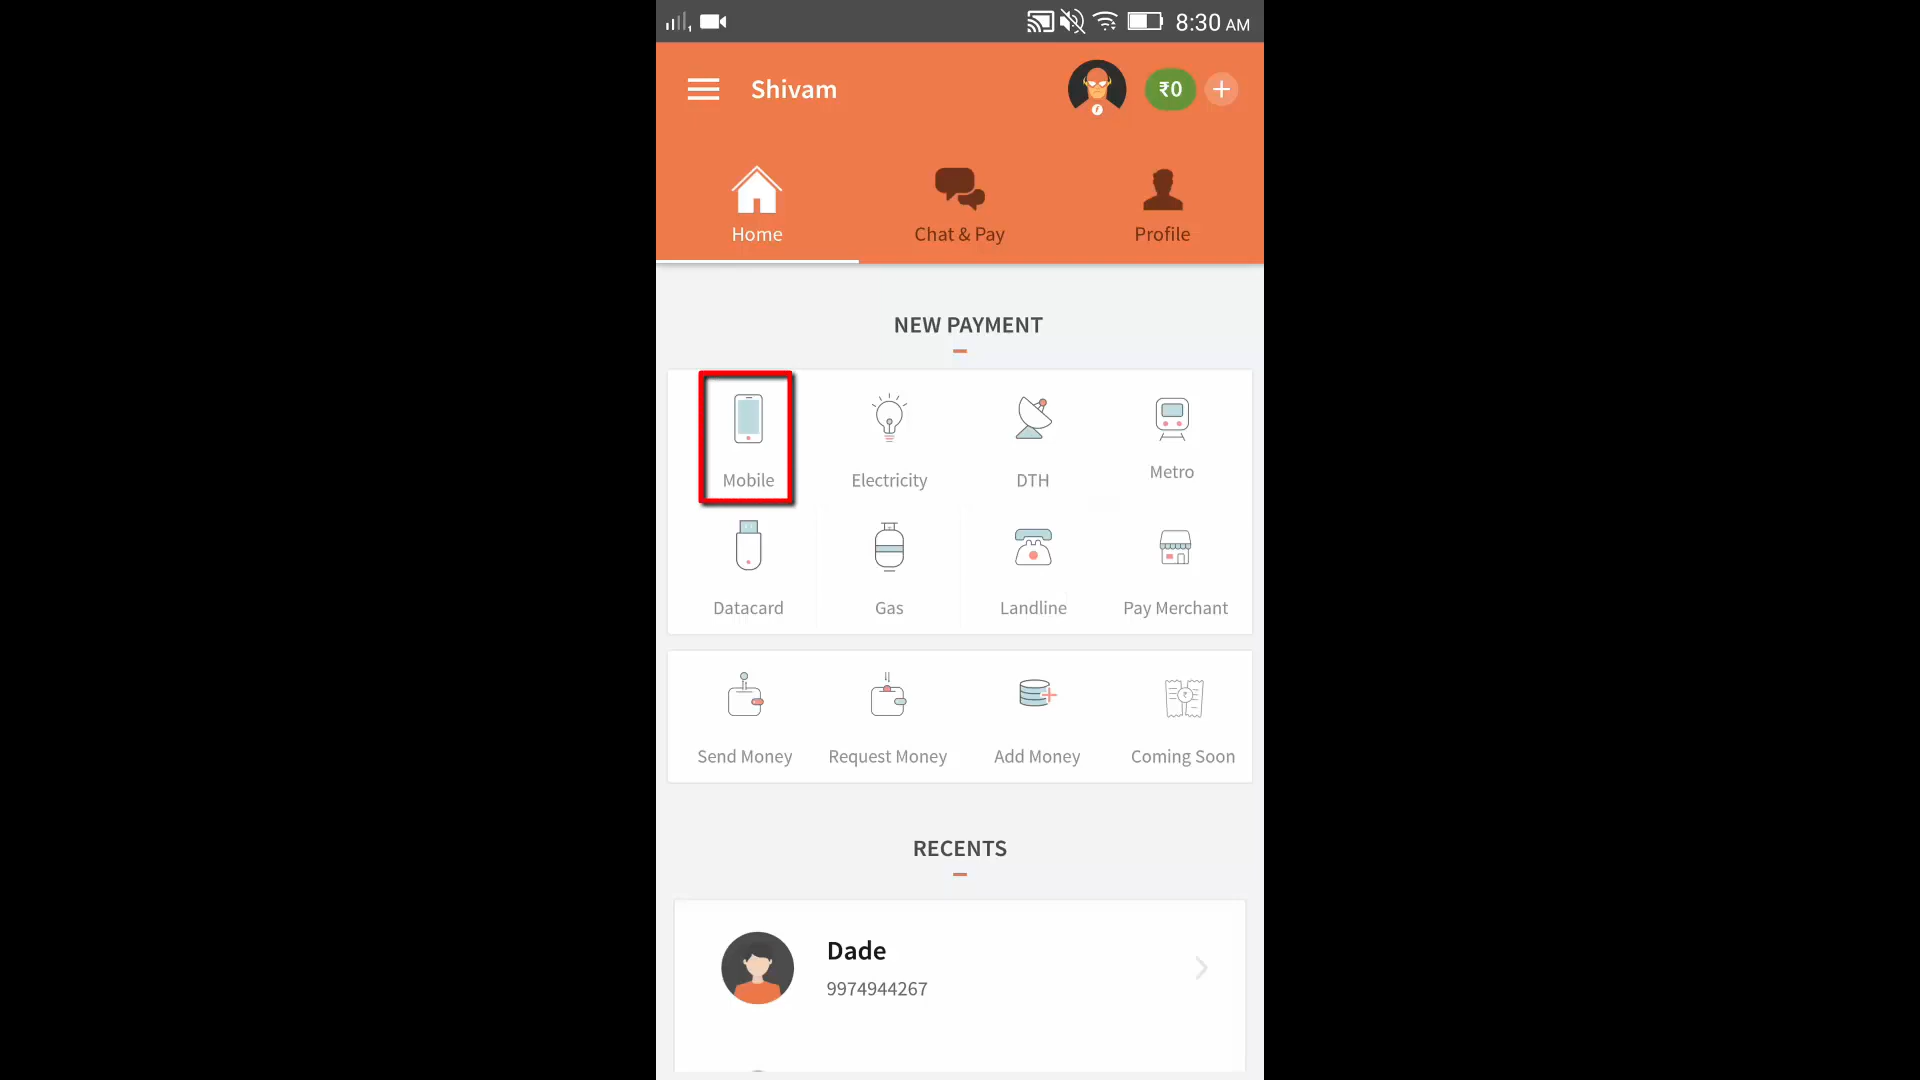 8:30 AM
Shivam
₹0
Home
Chat & Pay
Profile
NEW PAYMENT
Mobile
Electricity
DTH
Metro
Datacard
Gas
Landline
Pay Merchant
Send Money
Request Money
Add Money
Coming Soon
RECENTS
Dade
9974944267